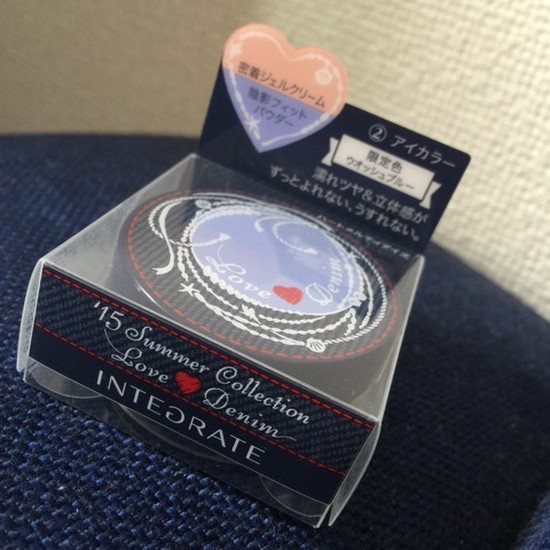 密着ジェルクリーム
陰影フィット
パウダー
② アイカラー
限定色
ウオッシュブルー
濡れツヤ&立体感が
ずっとよれない、うすれない。
Love Denim
'15 Summer Collection
Love Denim
INTEGRATE